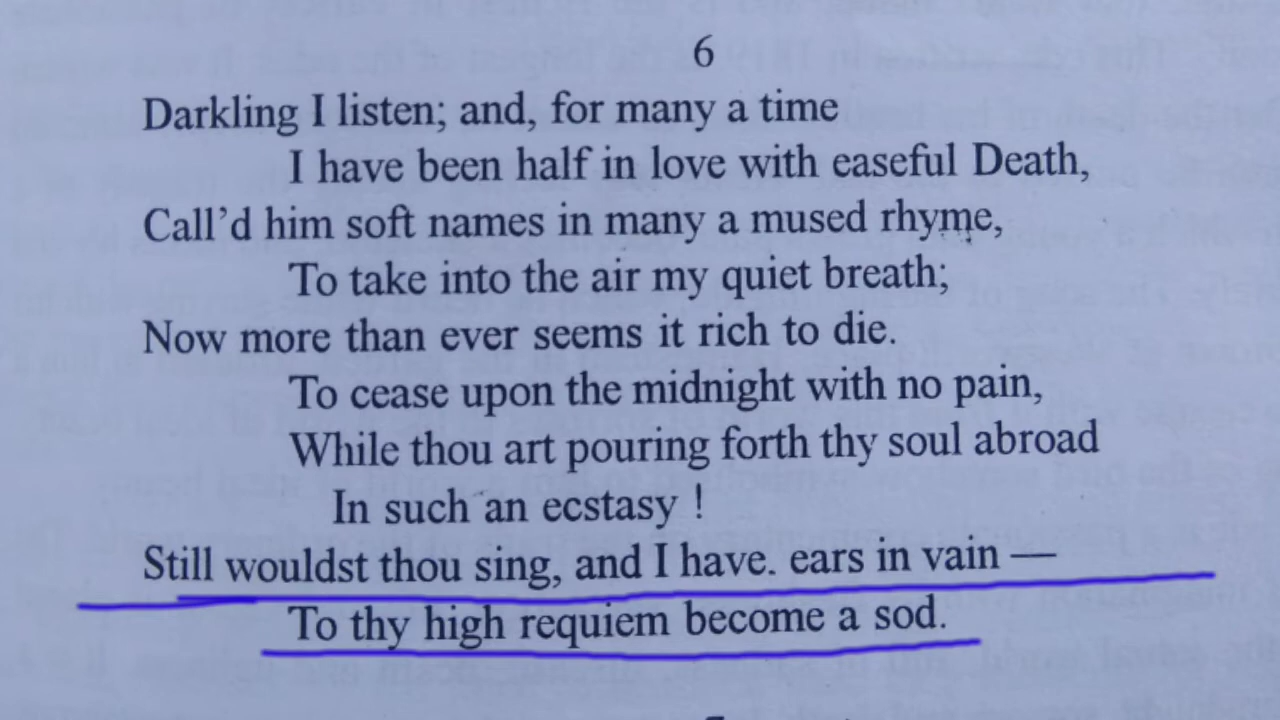 6
Darkling I listen; and, for many a time
I have been half in love with easeful Death,
Call'd him soft names in many a mused rhyme,
To take into the air my quiet breath;
Now more than ever seems it rich to die.
To cease upon the midnight with no pain,
While thou art pouring forth thy soul abroad
In such an ecstasy !
Still wouldst thou sing, and I have. ears in vain —
To thy high requiem become a sod.